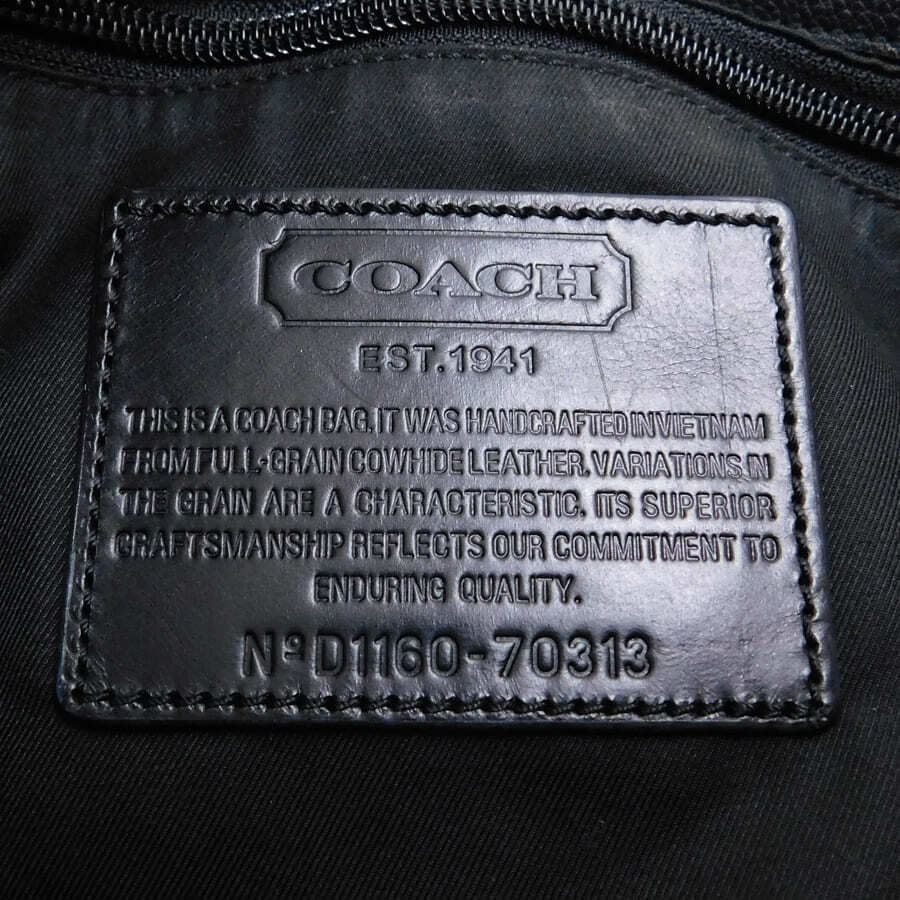 COACH
EST.1941
THIS IS A COACH BAG. IT WAS HANDCRAFTED IN VIETNAM
FROM FULL-GRAIN COWHIDE LEATHER. VARIATIONS IN
THE GRAIN ARE A CHARACTERISTIC. ITS SUPERIOR
CRAFTSMANSHIP REFLECTS OUR COMMITMENT TO
ENDURING QUALITY.
Nº D1160-70313